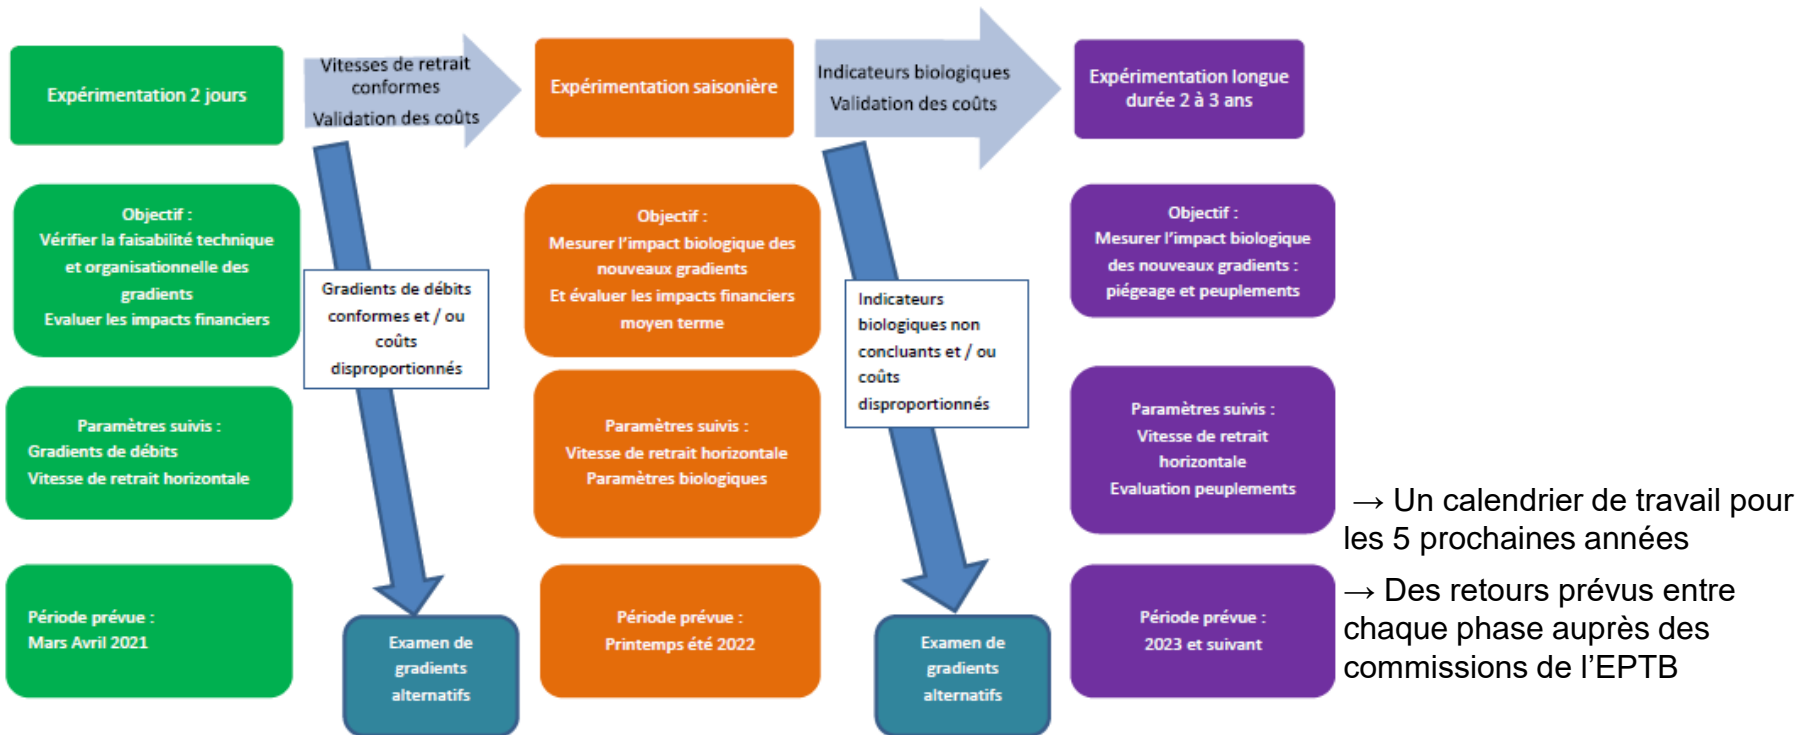 Expérimentation 2 jours
Vitesses de retrait
conformes
Validation des coûts
Expérimentation saisonière
Indicateurs biologiques
Validation des coûts
Expérimentation longue
durée 2 à 3 ans
Objectif :
Vérifier la faisabilité technique
et organisationnelle des
gradients
Evaluer les impacts financiers
Gradients de débits
conformes et / ou
coûts
disproportionnés
Objectif :
Mesurer l’impact biologique des
nouveaux gradients
Et évaluer les impacts financiers
moyen terme
Indicateurs
biologiques non
concluants et / ou
coûts
disproportionnés
Objectif :
Mesurer l’impact biologique
des nouveaux gradients :
piégeage et peuplements
Paramètres suivis :
Gradients de débits
Vitesse de retrait horizontale
Paramètres suivis :
Vitesse de retrait horizontale
Paramètres biologiques
Paramètres suivis :
Vitesse de retrait
horizontale
Evaluation peuplements
Période prévue :
Mars Avril 2021
Examen de
gradients
alternatifs
Période prévue :
Printemps été 2022
Examen de
gradients
alternatifs
Période prévue :
2023 et suivant
→ Un calendrier de travail pour
les 5 prochaines années
→ Des retours prévus entre
chaque phase auprès des
commissions de l’EPTB